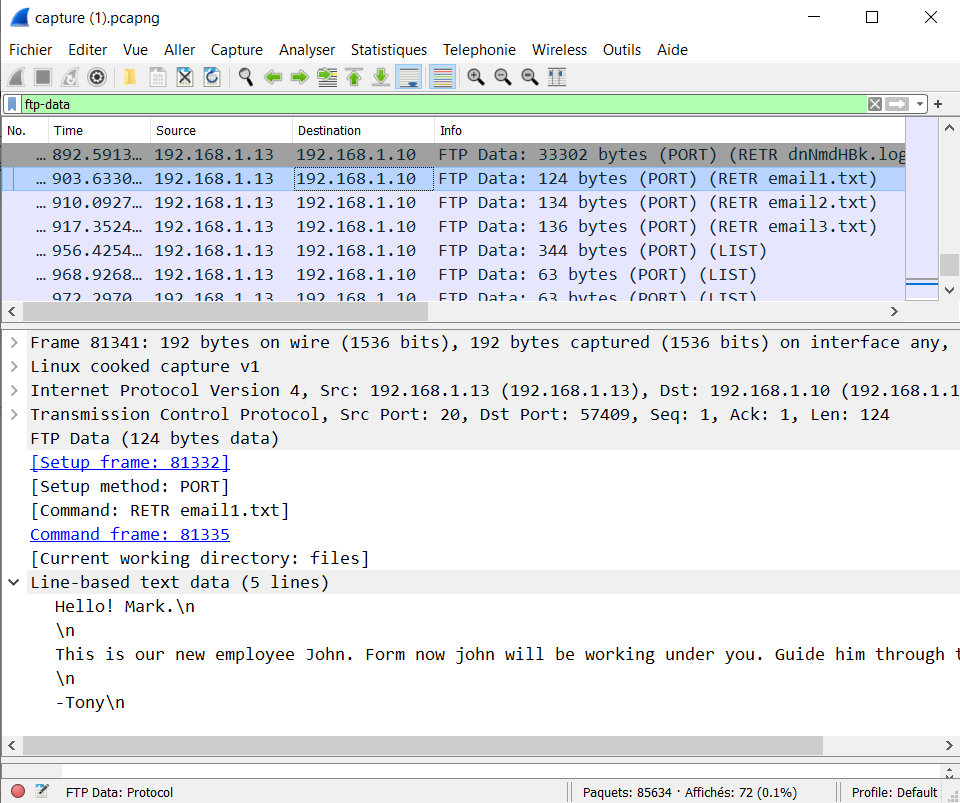 capture (1).pcapng
Fichier Editer Vue Aller Capture Analyser Statistiques Telephonie Wireless Outils Aide
ftp-data
No. Time Source Destination Info
... 892.5913... 192.168.1.13 192.168.1.10 FTP Data: 33302 bytes (PORT) (RETR dnNmdHBk.log
... 903.6330... 192.168.1.13 192.168.1.10 FTP Data: 124 bytes (PORT) (RETR email1.txt)
... 910.0927... 192.168.1.13 192.168.1.10 FTP Data: 134 bytes (PORT) (RETR email2.txt)
... 917.3524... 192.168.1.13 192.168.1.10 FTP Data: 136 bytes (PORT) (RETR email3.txt)
... 956.4254... 192.168.1.13 192.168.1.10 FTP Data: 344 bytes (PORT) (LIST)
... 968.9268... 192.168.1.13 192.168.1.10 FTP Data: 63 bytes (PORT) (LIST)
... 972.2970... 192.168.1.13 192.168.1.10 FTP Data: 63 bytes (PORT) (LIST)
Frame 81341: 192 bytes on wire (1536 bits), 192 bytes captured (1536 bits) on interface any,
Linux cooked capture v1
Internet Protocol Version 4, Src: 192.168.1.13 (192.168.1.13), Dst: 192.168.1.10 (192.168.1.1
Transmission Control Protocol, Src Port: 20, Dst Port: 57409, Seq: 1, Ack: 1, Len: 124
FTP Data (124 bytes data)
[Setup frame: 81332]
[Setup method: PORT]
[Command: RETR email1.txt]
Command frame: 81335
[Current working directory: files]
Line-based text data (5 lines)
Hello! Mark.\n
\n
This is our new employee John. Form now john will be working under you. Guide him through t
\n
-Tony\n
FTP Data: Protocol
Paquets: 85634 · Affichés: 72 (0.1%)
Profile: Default